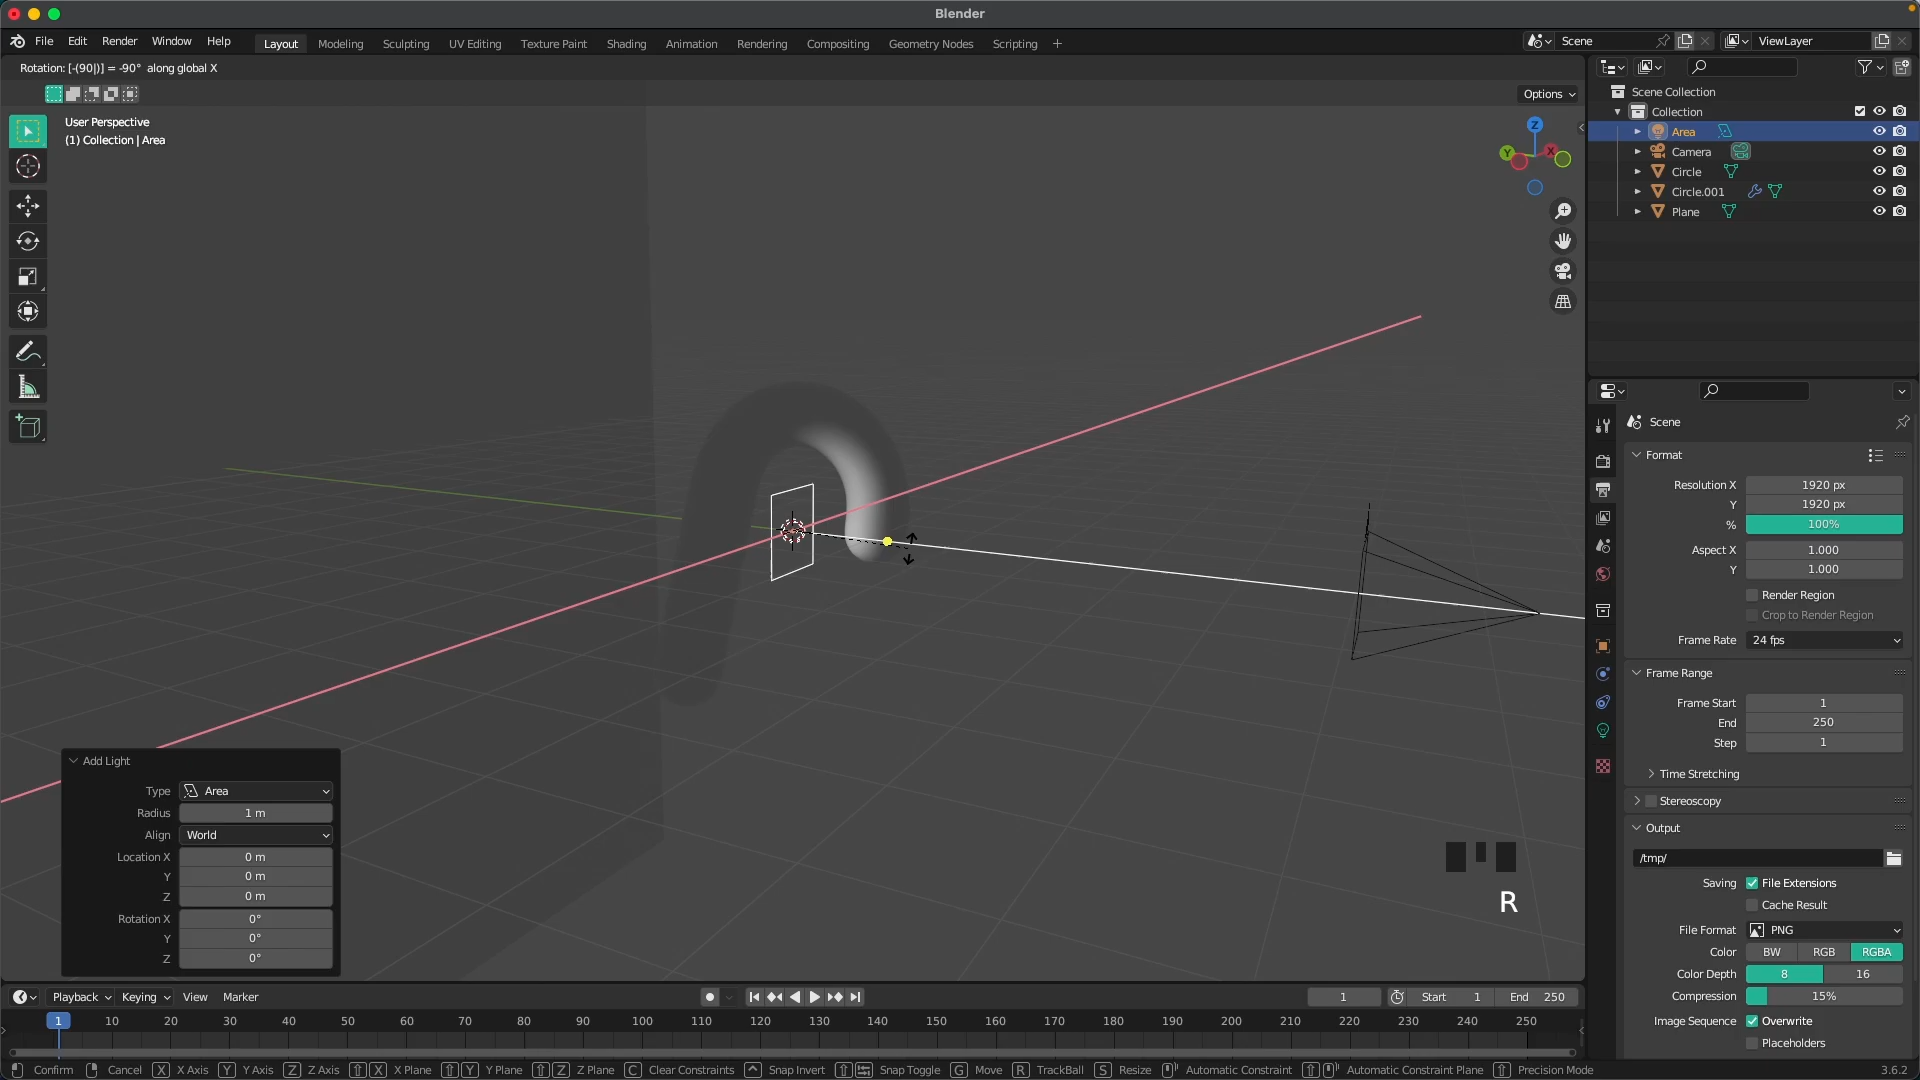 Blender
File Edit Render Window Help Layout Modeling Sculpting UV Editing Texture Paint Shading Animation Rendering Compositing Geometry Nodes Scripting Scene ViewLayer
Rotation: [-(90|)] = -90° along global X
Options
User Perspective
(1) Collection | Area
Z
Y
X
Scene Collection
Collection
Area
Camera
Circle
Circle.001
Plane
Scene
Format
Resolution X 1920 px
Y 1920 px
% 100%
Aspect X 1.000
Y 1.000
Render Region
Crop to Render Region
Frame Rate 24 fps
Frame Range
Frame Start 1
End 250
Step 1
Time Stretching
Stereoscopy
Output
/tmp/
Saving File Extensions
Cache Result
File Format PNG
Color BW RGB RGBA
Color Depth 8 16
Compression 15%
Image Sequence Overwrite
Placeholders
Add Light
Type Area
Radius 1 m
Align World
Location X 0 m
Y 0 m
Z 0 m
Rotation X 0°
Y 0°
Z 0°
R
Playback Keying View Marker 1 Start 1 End 250
1 10 20 30 40 50 60 70 80 90 100 110 120 130 140 150 160 170 180 190 200 210 220 230 240 250
Confirm Cancel X X Axis Y Y Axis Z Z Axis X X Plane Y Y Plane Z Z Plane C Clear Constraints Snap Invert Snap Toggle G Move R TrackBall S Resize Automatic Constraint Automatic Constraint Plane Precision Mode 3.6.2